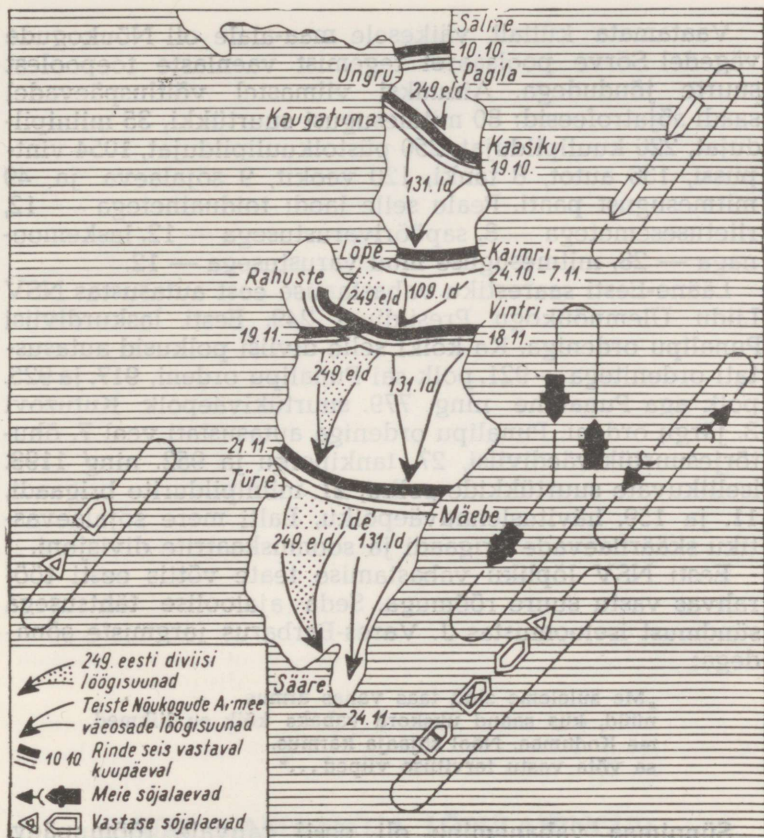 Sälme
10.10.
Ungru
Pagila
249.eld
Kaugatuma
Kaasiku
19.10.
131.ld
Lõpe
Kaimri
24.10.=7.11.
Rahuste
249.eld
109.ld
Vintri
19.11.
18.11.
249.eld
131.ld
21.11.
Türje
Mäebe
Ide
249.eld
131.ld
Sääre
24.11.
249. eesti diviisi
löögisuunad
Teiste Nõukogude Armee
väeosade löögisuunad
10 10
Rinde seis vastaval
kuupäeval
Meie sõjalaevad
Vastase sõjalaevad